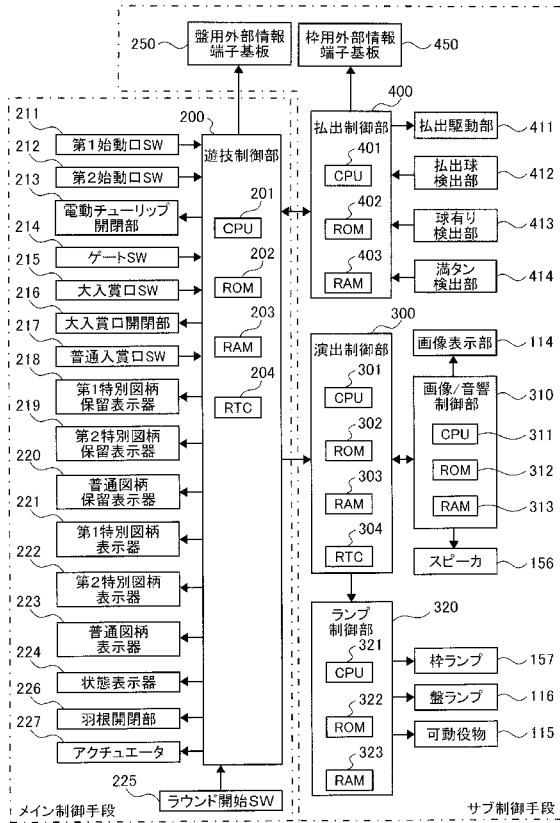 250
盤用外部情報
端子基板
枠用外部情報
端子基板
450
200
遊技制御部
201
CPU
202
ROM
203
RAM
204
RTC
211
第1始動口SW
212
第2始動口SW
213
電動チューリップ
開閉部
214
ゲートSW
215
大入賞口SW
216
大入賞口開閉部
217
普通入賞口SW
218
第1特別図柄
保留表示器
219
第2特別図柄
保留表示器
220
普通図柄
保留表示器
221
第1特別図柄
表示器
222
第2特別図柄
表示器
223
普通図柄
表示器
224
状態表示器
226
羽根開閉部
227
アクチュエータ
225
ラウンド開始SW
メイン制御手段
400
払出制御部
401
CPU
402
ROM
403
RAM
払出駆動部
411
払出球
検出部
412
球有り
検出部
413
満タン
検出部
414
300
演出制御部
301
CPU
302
ROM
303
RAM
304
RTC
画像表示部
114
画像/音響
制御部
310
CPU
311
ROM
312
RAM
313
スピーカ
156
ランプ
制御部
320
321
CPU
322
ROM
323
RAM
枠ランプ
157
盤ランプ
116
可動役物
115
サブ制御手段